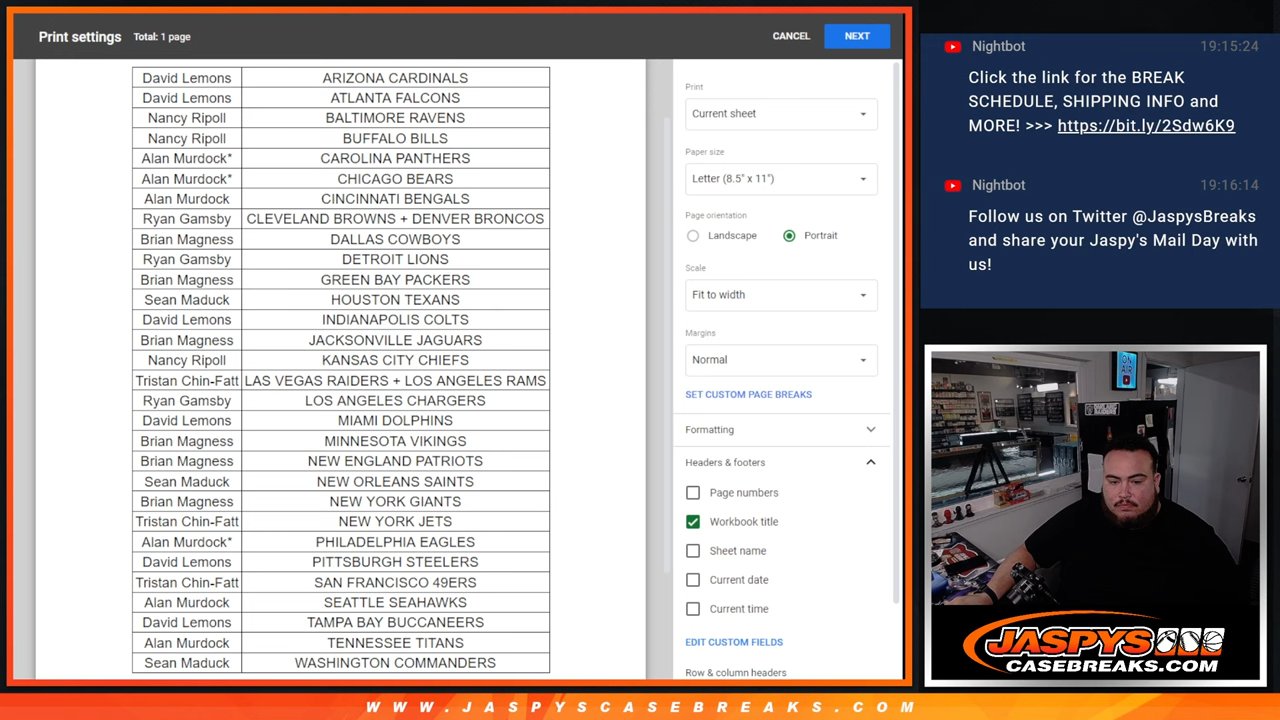 Print settings Total: 1 page CANCEL NEXT
David Lemons ARIZONA CARDINALS
David Lemons ATLANTA FALCONS
Nancy Ripoll BALTIMORE RAVENS
Nancy Ripoll BUFFALO BILLS
Alan Murdock* CAROLINA PANTHERS
Alan Murdock* CHICAGO BEARS
Alan Murdock CINCINNATI BENGALS
Ryan Gamsby CLEVELAND BROWNS + DENVER BRONCOS
Brian Magness DALLAS COWBOYS
Ryan Gamsby DETROIT LIONS
Brian Magness GREEN BAY PACKERS
Sean Maduck HOUSTON TEXANS
David Lemons INDIANAPOLIS COLTS
Brian Magness JACKSONVILLE JAGUARS
Nancy Ripoll KANSAS CITY CHIEFS
Tristan Chin-Fatt LAS VEGAS RAIDERS + LOS ANGELES RAMS
Ryan Gamsby LOS ANGELES CHARGERS
David Lemons MIAMI DOLPHINS
Brian Magness MINNESOTA VIKINGS
Brian Magness NEW ENGLAND PATRIOTS
Sean Maduck NEW ORLEANS SAINTS
Brian Magness NEW YORK GIANTS
Tristan Chin-Fatt NEW YORK JETS
Alan Murdock* PHILADELPHIA EAGLES
David Lemons PITTSBURGH STEELERS
Tristan Chin-Fatt SAN FRANCISCO 49ERS
Alan Murdock SEATTLE SEAHAWKS
David Lemons TAMPA BAY BUCCANEERS
Alan Murdock TENNESSEE TITANS
Sean Maduck WASHINGTON COMMANDERS
Print
Current sheet
Paper size
Letter (8.5" x 11")
Page orientation
Landscape Portrait
Scale
Fit to width
Margins
Normal
SET CUSTOM PAGE BREAKS
Formatting
Headers & footers
Page numbers
Workbook title
Sheet name
Current date
Current time
EDIT CUSTOM FIELDS
Row & column headers
Nightbot 19:15:24
Click the link for the BREAK
SCHEDULE, SHIPPING INFO and
MORE! >>> https://bit.ly/2Sdw6K9
Nightbot 19:16:14
Follow us on Twitter @JaspysBreaks
and share your Jaspy's Mail Day with
us!
ON AIR
JASPYS
CASEBREAKS.COM
WWW.JASPYSCASEBREAKS.COM